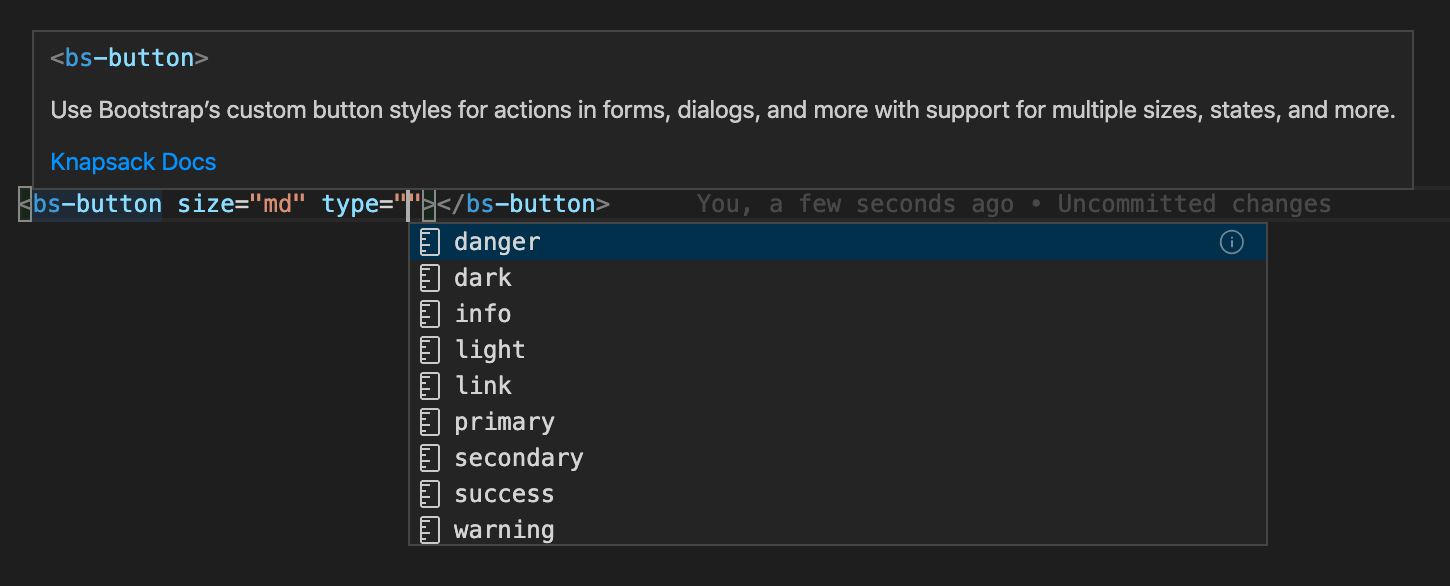 <bs-button>
Use Bootstrap’s custom button styles for actions in forms, dialogs, and more with support for multiple sizes, states, and more.
Knapsack Docs
<bs-button size="md" type=""></bs-button> You, a few seconds ago • Uncommitted changes
danger
dark
info
light
link
primary
secondary
success
warning